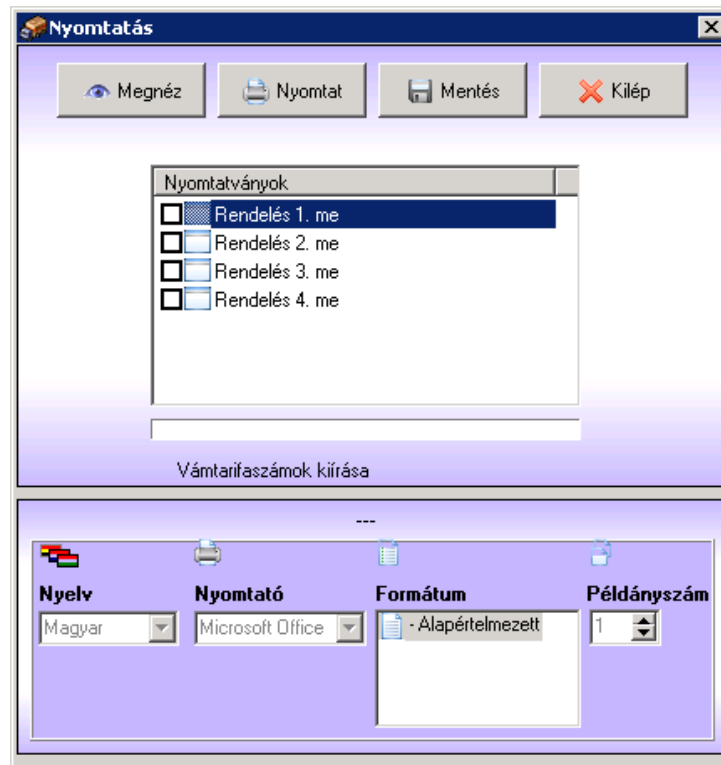 Nyomtatás
Megnéz Nyomtat Mentés Kilép
Nyomtatványok
Rendelés 1. me
Rendelés 2. me
Rendelés 3. me
Rendelés 4. me
Vámtarifaszámok kiírása
---
Nyelv Nyomtató Formátum Példányszám
Magyar Microsoft Office - Alapértelmezett 1